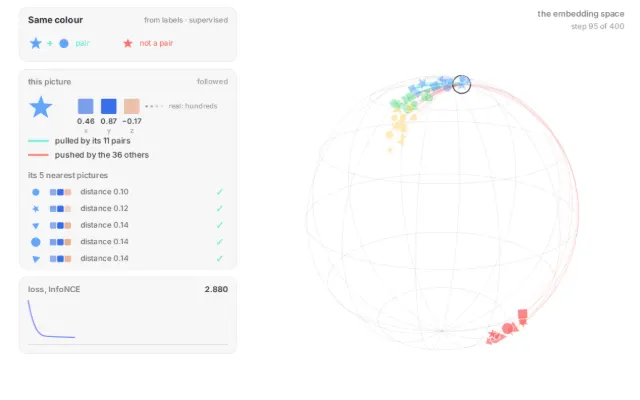 Same colour
from labels · supervised
+ pair
not a pair
this picture
followed
real: hundreds
0.46 0.87 −0.17
x y z
pulled by its 11 pairs
pushed by the 36 others
its 5 nearest pictures
distance 0.10 ✓
distance 0.12 ✓
distance 0.14 ✓
distance 0.14 ✓
distance 0.14 ✓
loss, InfoNCE
2.880
the embedding space
step 95 of 400